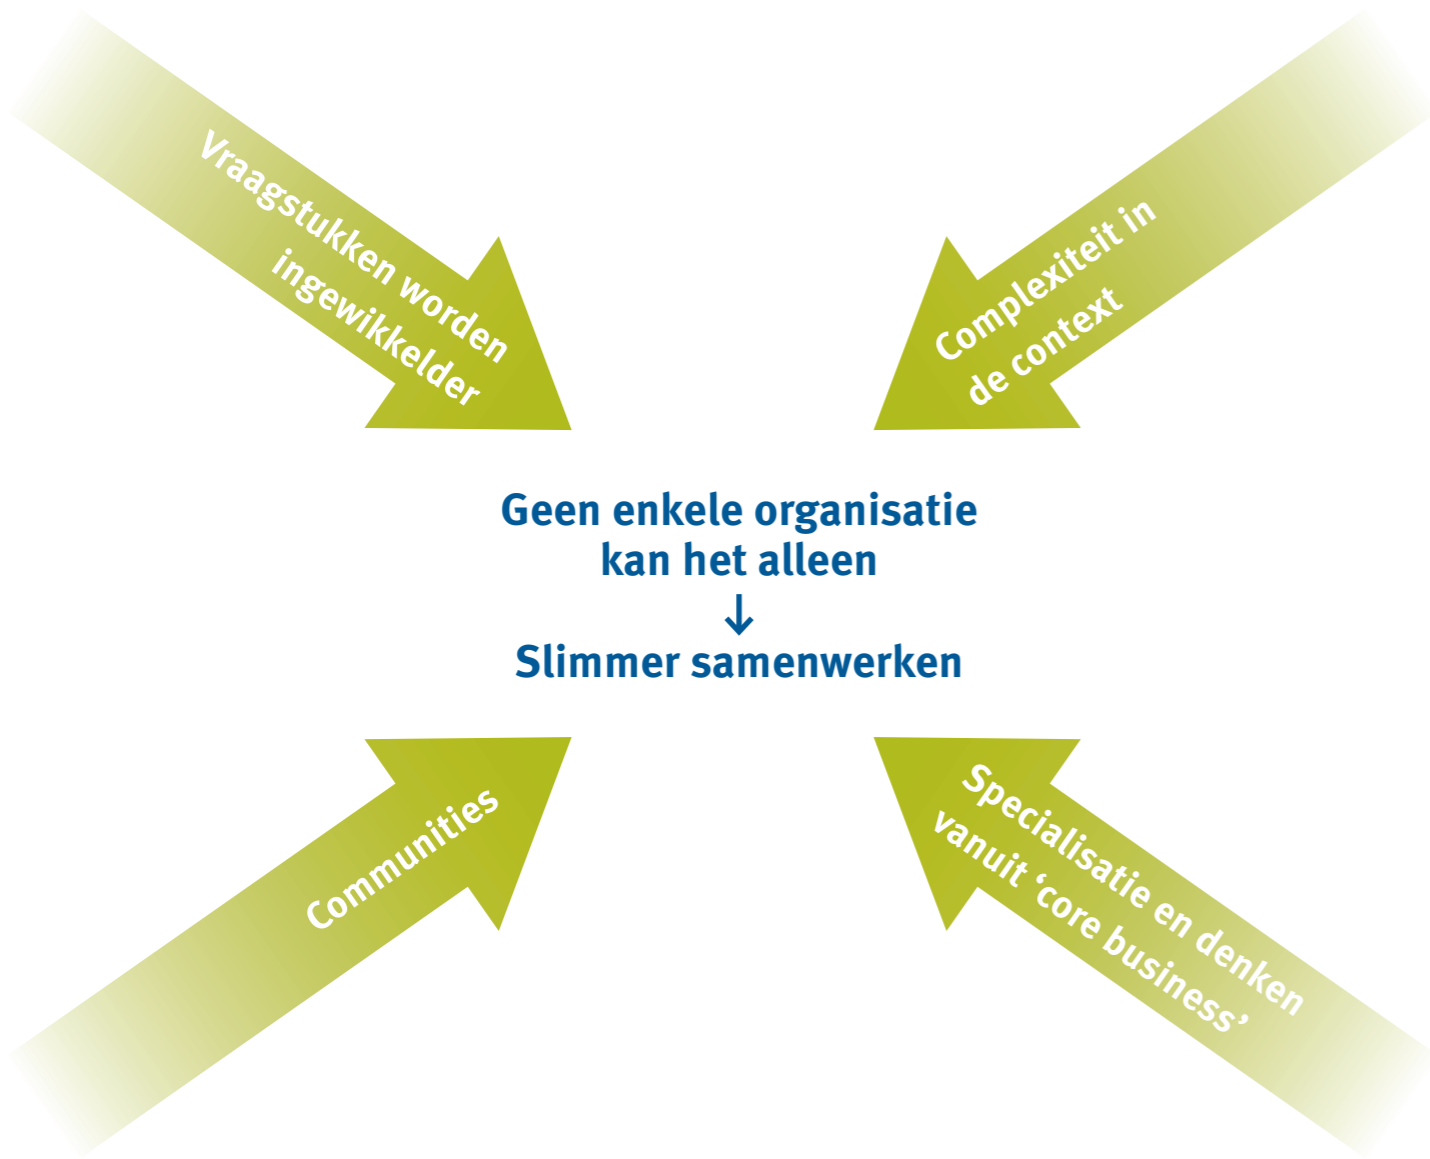 Vraagstukken worden
ingewikkelder
Complexiteit in
de context
Geen enkele organisatie
kan het alleen
↓
Slimmer samenwerken
Communities
Specialisatie en denken
vanuit ‘core business’